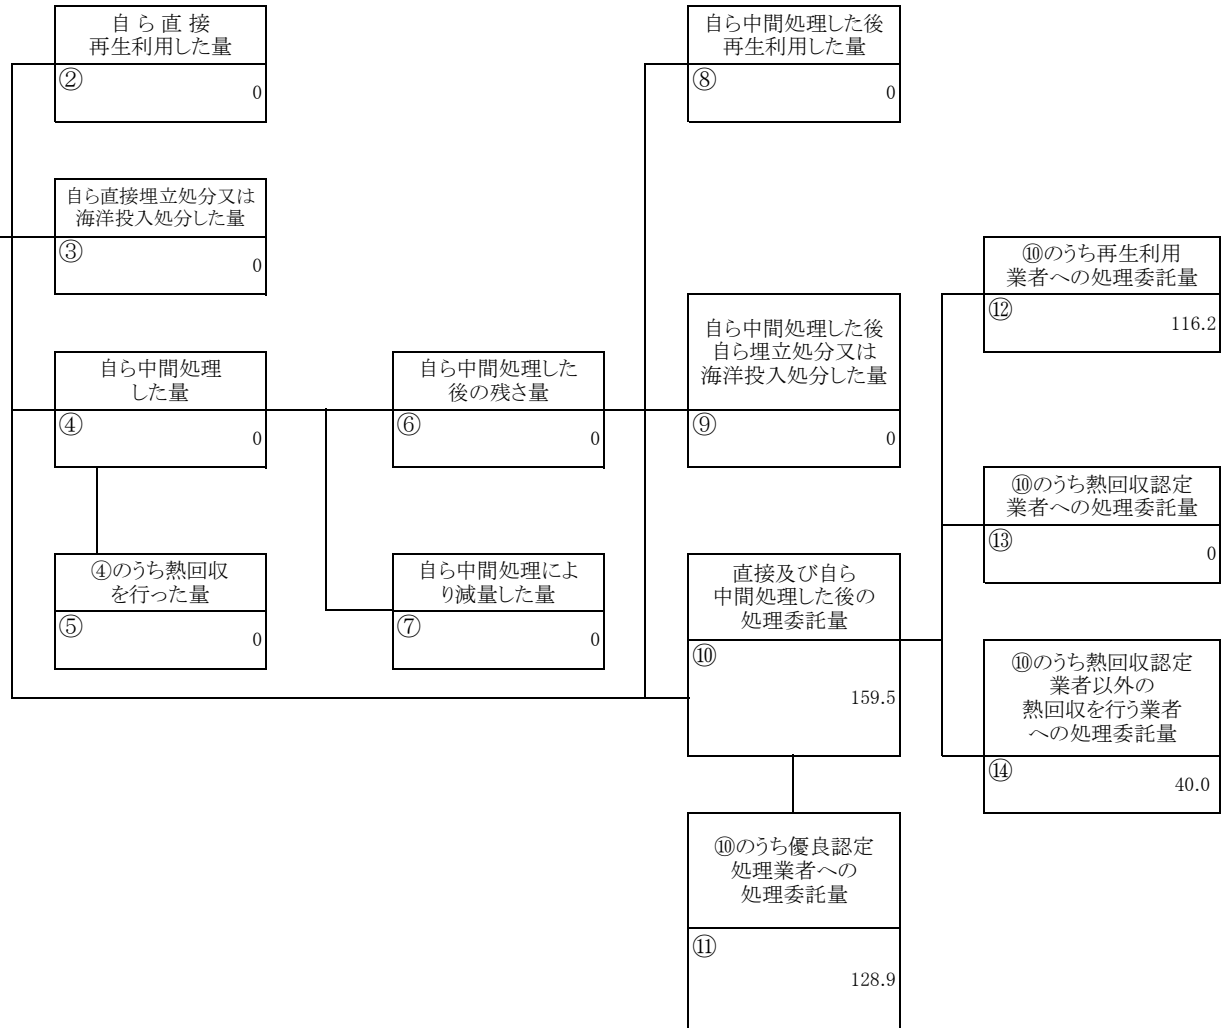 自 ら 直 接
再生利用した量
②
0
自ら直接埋立処分又は
海洋投入処分した量
③
0
自ら中間処理
した量
④
0
④のうち熱回収
を行った量
⑤
0
自ら中間処理した
後の残さ量
⑥
0
自ら中間処理によ
り減量した量
⑦
0
自ら中間処理した後
再生利用した量
⑧
0
自ら中間処理した後
自ら埋立処分又は
海洋投入処分した量
⑨
0
直接及び自ら
中間処理した後の
処理委託量
⑩
159.5
⑩のうち優良認定
処理業者への
処理委託量
⑪
128.9
⑩のうち再生利用
業者への処理委託量
⑫
116.2
⑩のうち熱回収認定
業者への処理委託量
⑬
0
⑩のうち熱回収認定
業者以外の
熱回収を行う業者
への処理委託量
⑭
40.0